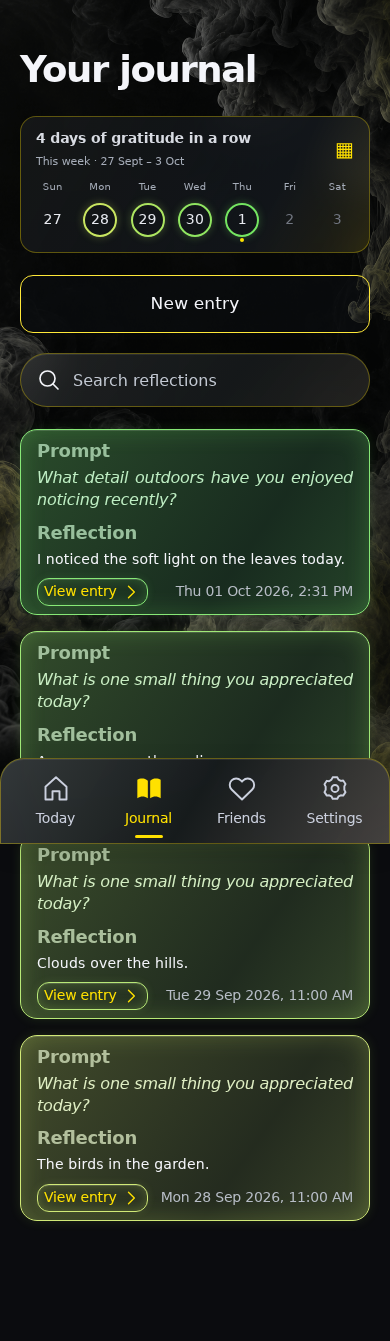 Your journal
4 days of gratitude in a row
This week · 27 Sept – 3 Oct
Sun Mon Tue Wed Thu Fri Sat
27 28 29 30 1 2 3
New entry
Search reflections
Prompt
What detail outdoors have you enjoyed
noticing recently?
Reflection
I noticed the soft light on the leaves today.
View entry Thu 01 Oct 2026, 2:31 PM
Prompt
What is one small thing you appreciated
today?
Reflection
Today Journal Friends Settings
Prompt
What is one small thing you appreciated
today?
Reflection
Clouds over the hills.
View entry Tue 29 Sep 2026, 11:00 AM
Prompt
What is one small thing you appreciated
today?
Reflection
The birds in the garden.
View entry Mon 28 Sep 2026, 11:00 AM